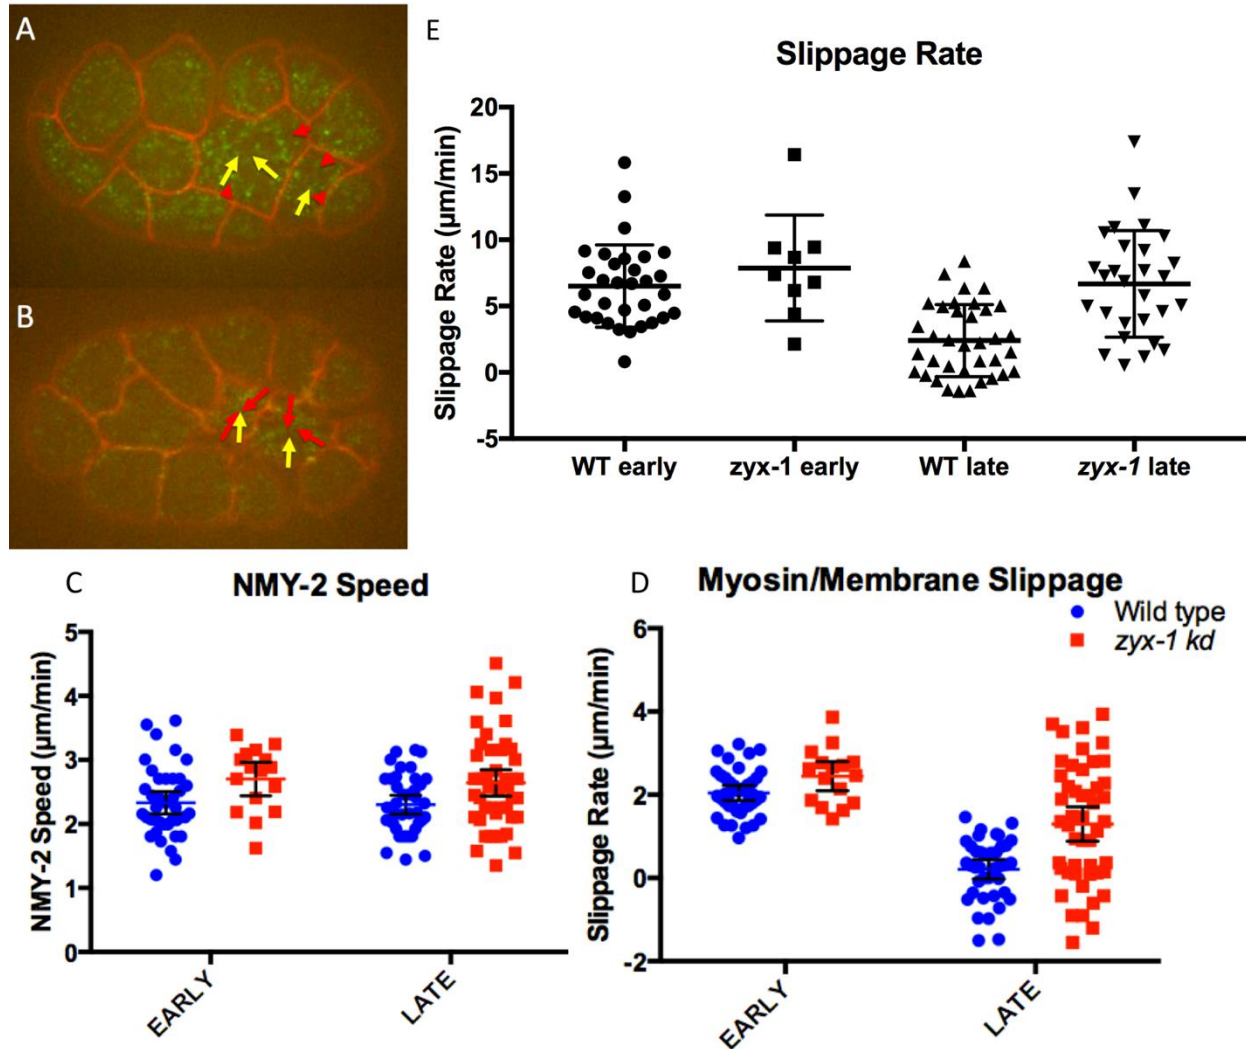 A
B
E
Slippage Rate
Slippage Rate (µm/min)
20
15
10
5
0
-5
WT early
zyx-1 early
WT late
zyx-1 late
C
NMY-2 Speed
NMY-2 Speed (µm/min)
5
4
3
2
1
0
EARLY
LATE
D
Myosin/Membrane Slippage
Wild type
zyx-1 kd
Slippage Rate (µm/min)
6
4
2
0
-2
EARLY
LATE